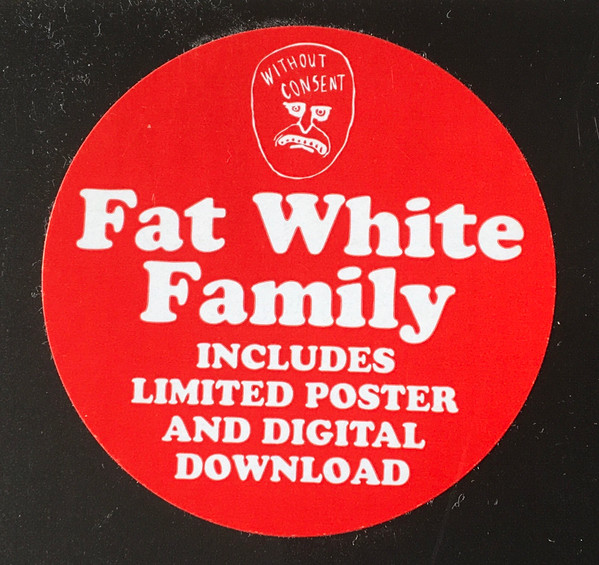 WITHOUT
CONSENT
Fat White
Family
INCLUDES
LIMITED POSTER
AND DIGITAL
DOWNLOAD